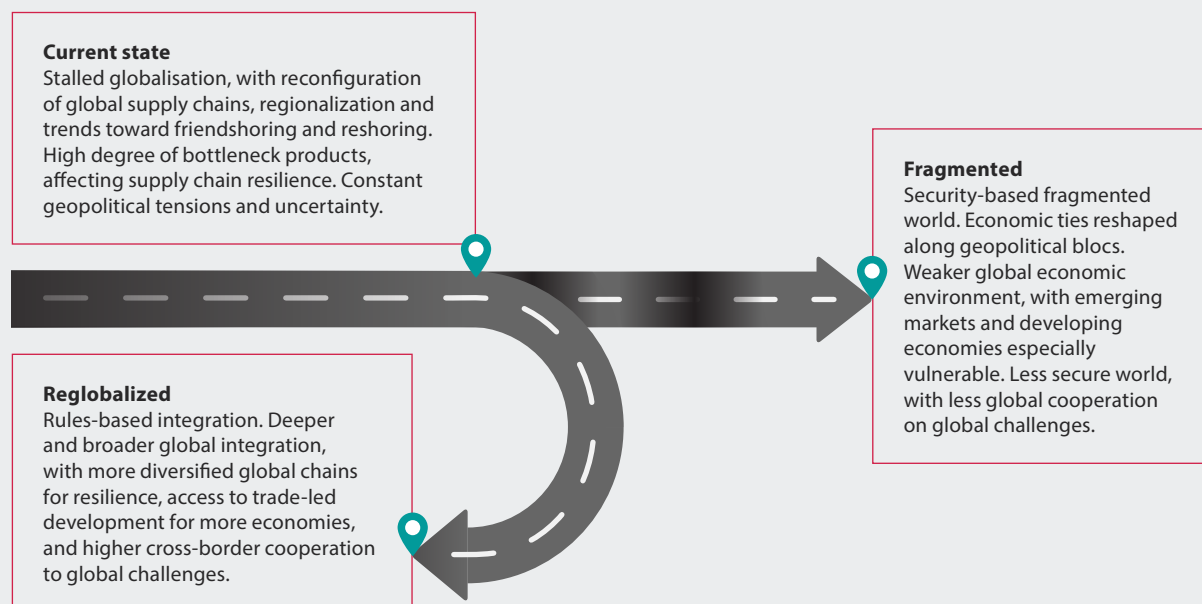 Current state
Stalled globalisation, with reconfiguration
of global supply chains, regionalization and
trends toward friendshoring and reshoring.
High degree of bottleneck products,
affecting supply chain resilience. Constant
geopolitical tensions and uncertainty.
Fragmented
Security-based fragmented
world. Economic ties reshaped
along geopolitical blocs.
Weaker global economic
environment, with emerging
markets and developing
economies especially
vulnerable. Less secure world,
with less global cooperation
on global challenges.
Reglobalized
Rules-based integration. Deeper
and broader global integration,
with more diversified global chains
for resilience, access to trade-led
development for more economies,
and higher cross-border cooperation
to global challenges.